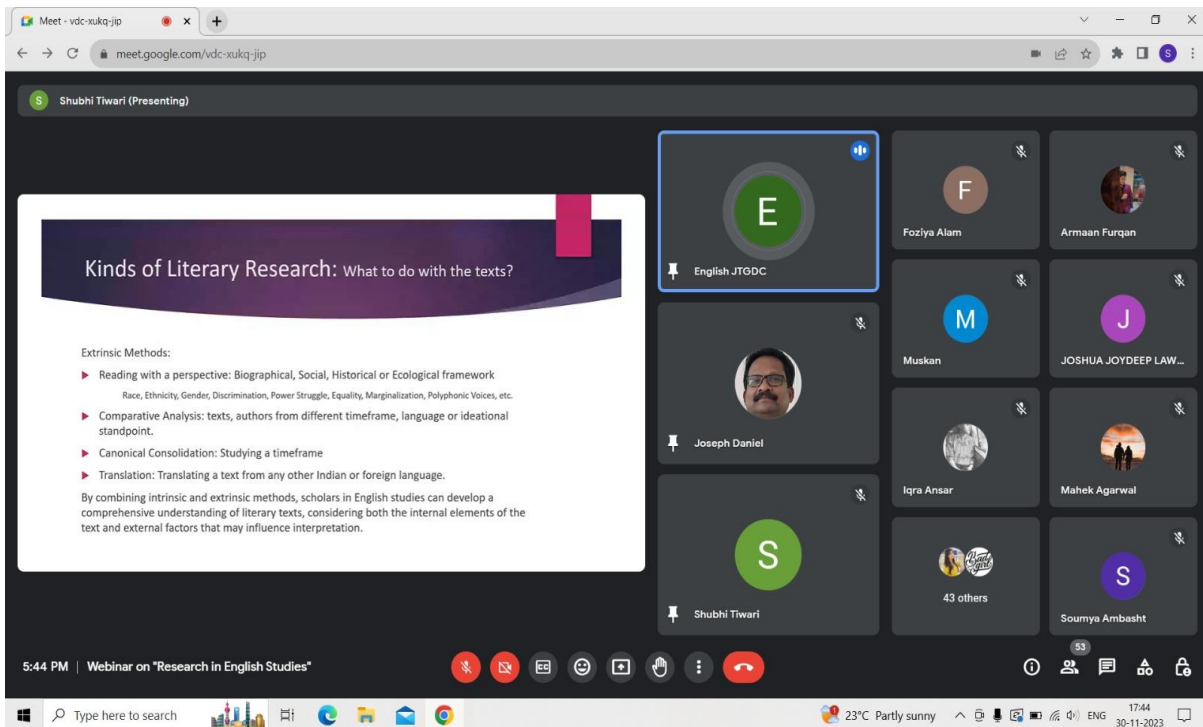 Meet - vdc-xukq-jip
meet.google.com/vdc-xukq-jip
S
S
Shubhi Tiwari (Presenting)
Kinds of Literary Research: What to do with the texts?
Extrinsic Methods:
Reading with a perspective: Biographical, Social, Historical or Ecological framework
Race, Ethnicity, Gender, Discrimination, Power Struggle, Equality, Marginalization, Polyphonic Voices, etc.
Comparative Analysis: texts, authors from different timeframe, language or ideational
standpoint.
Canonical Consolidation: Studying a timeframe
Translation: Translating a text from any other Indian or foreign language.
By combining intrinsic and extrinsic methods, scholars in English studies can develop a
comprehensive understanding of literary texts, considering both the internal elements of the
text and external factors that may influence interpretation.
E
English JTGDC
F
Foziya Alam
Armaan Furqan
Joseph Daniel
M
Muskan
J
JOSHUA JOYDEEP LAW...
Iqra Ansar
Mahek Agarwal
S
Shubhi Tiwari
Bad girl
43 others
S
Soumya Ambasht
5:44 PM | Webinar on "Research in English Studies"
CC
53
Type here to search
23°C Partly sunny
ENG
17:44
30-11-2023